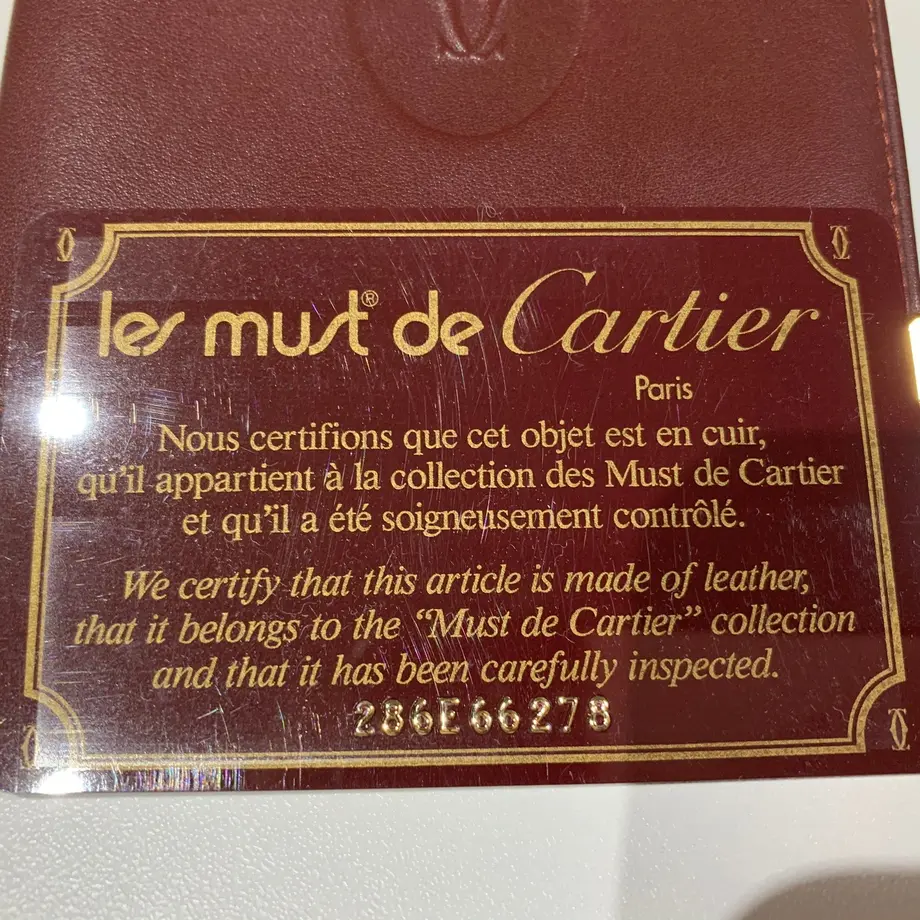 les must® de Cartier
Paris
Nous certifions que cet objet est en cuir,
qu'il appartient à la collection des Must de Cartier
et qu'il a été soigneusement contrôlé.
We certify that this article is made of leather,
that it belongs to the “Must de Cartier” collection
and that it has been carefully inspected.
286E66278